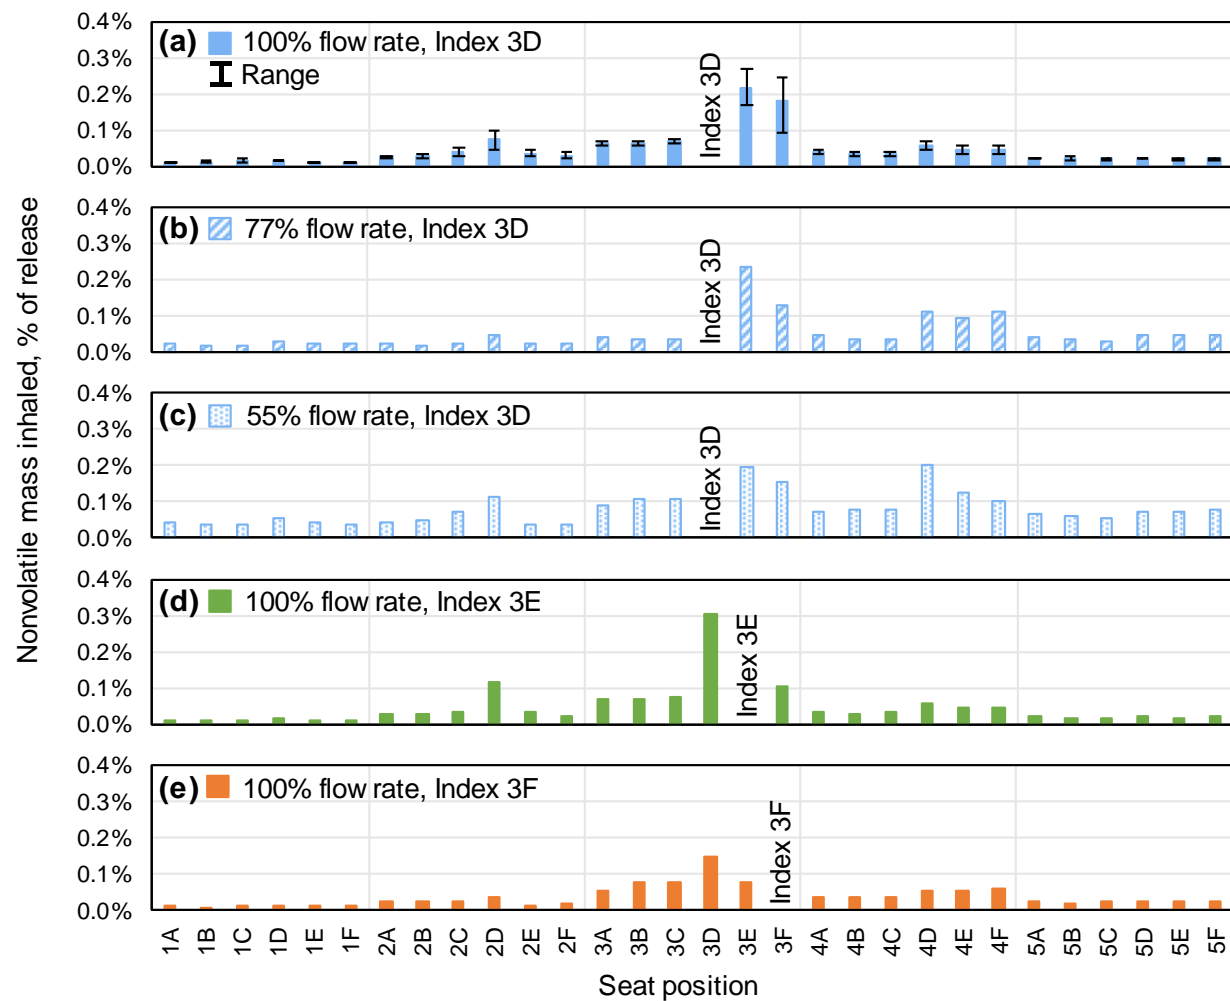 Nonvolatile mass inhaled, % of release
0.4%
0.3%
0.2%
0.1%
0.0%
(a) 100% flow rate, Index 3D
Range
Index 3D
0.4%
0.3%
0.2%
0.1%
0.0%
(b) 77% flow rate, Index 3D
Index 3D
0.4%
0.3%
0.2%
0.1%
0.0%
(c) 55% flow rate, Index 3D
Index 3D
0.4%
0.3%
0.2%
0.1%
0.0%
(d) 100% flow rate, Index 3E
Index 3E
0.4%
0.3%
0.2%
0.1%
0.0%
(e) 100% flow rate, Index 3F
Index 3F
1A 1B 1C 1D 1E 1F 2A 2B 2C 2D 2E 2F 3A 3B 3C 3D 3E 3F 4A 4B 4C 4D 4E 4F 5A 5B 5C 5D 5E 5F
Seat position